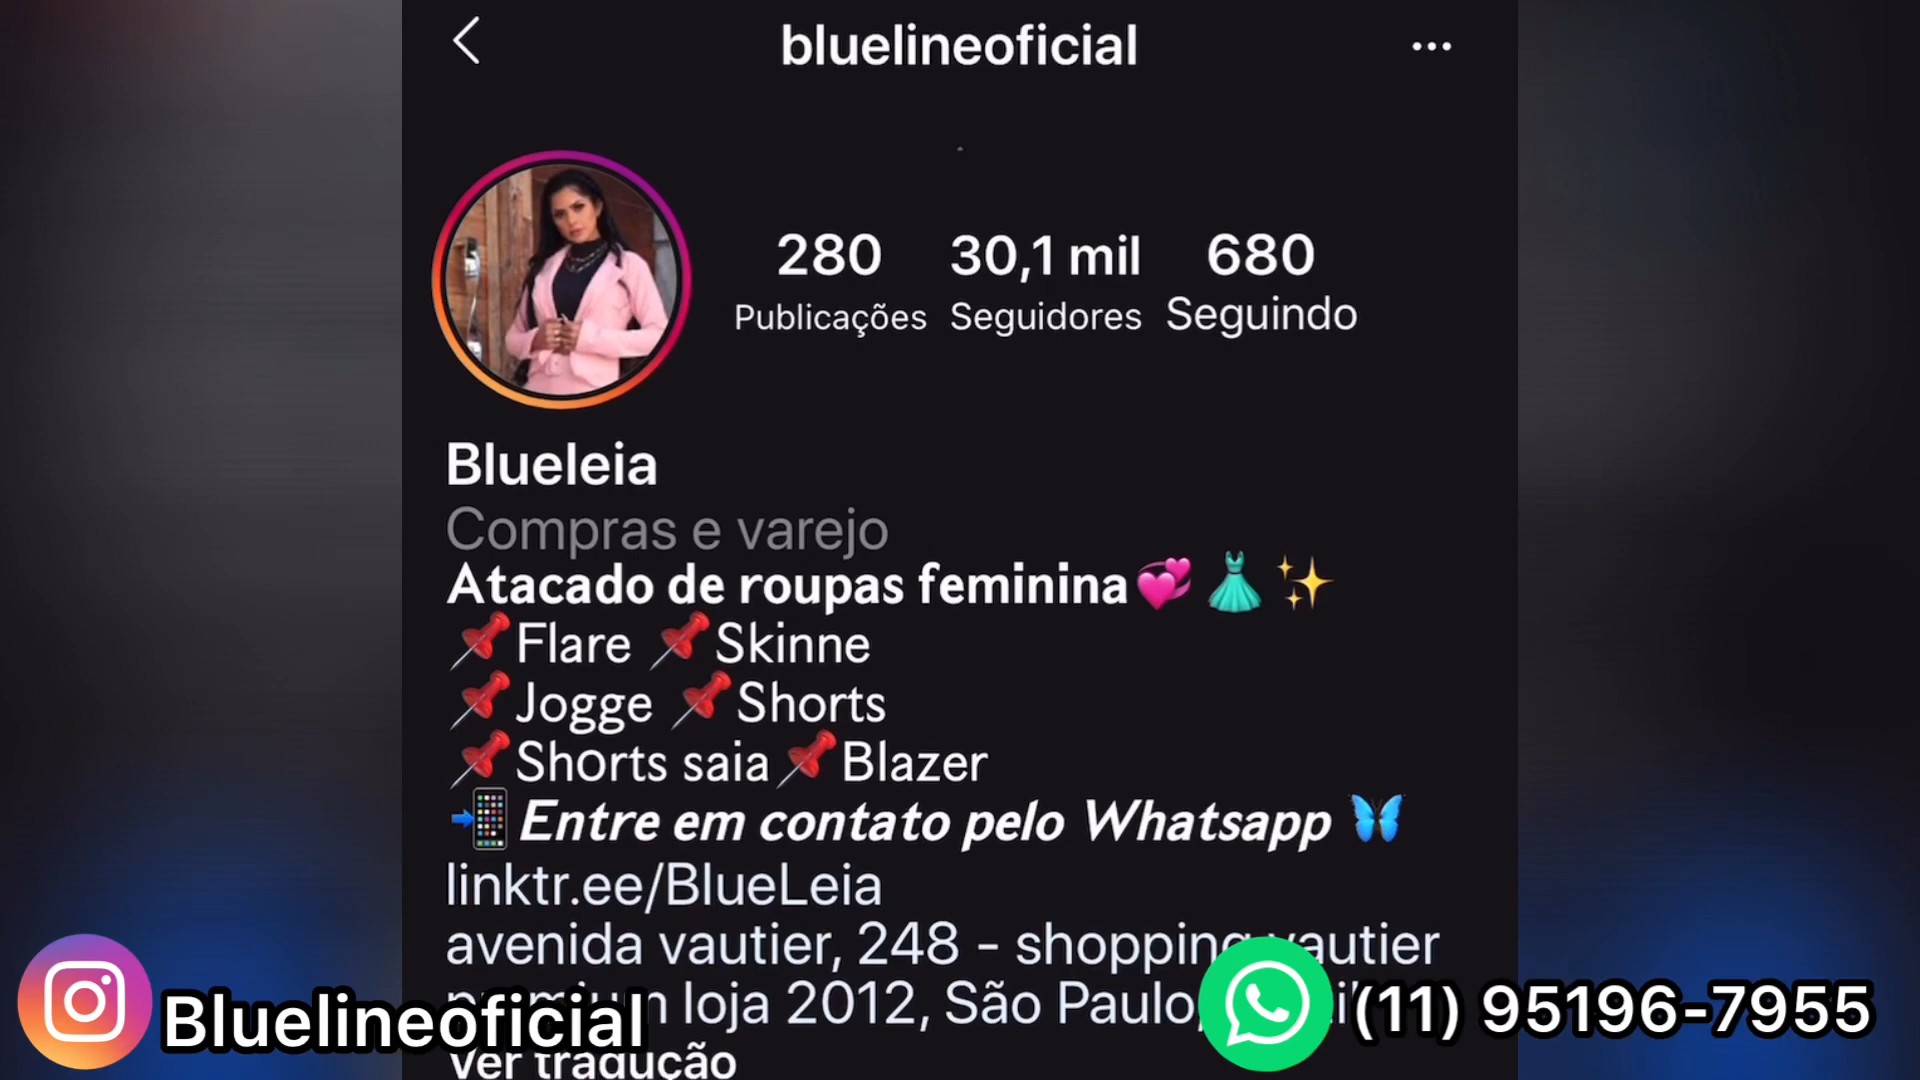 bluelineoficial
280 30,1 mil 680
Publicações Seguidores Seguindo
Blueleia
Compras e varejo
Atacado de roupas feminina💞👗✨
📌Flare 📌Skinne
📌Jogge 📌Shorts
📌Shorts saia 📌Blazer
📲Entre em contato pelo Whatsapp 🦋
linktr.ee/BlueLeia
avenida vautier, 248 - shopping vautier
loja 2012, São Paulo,
Ver tradução
Bluelineoficial
(11) 95196-7955